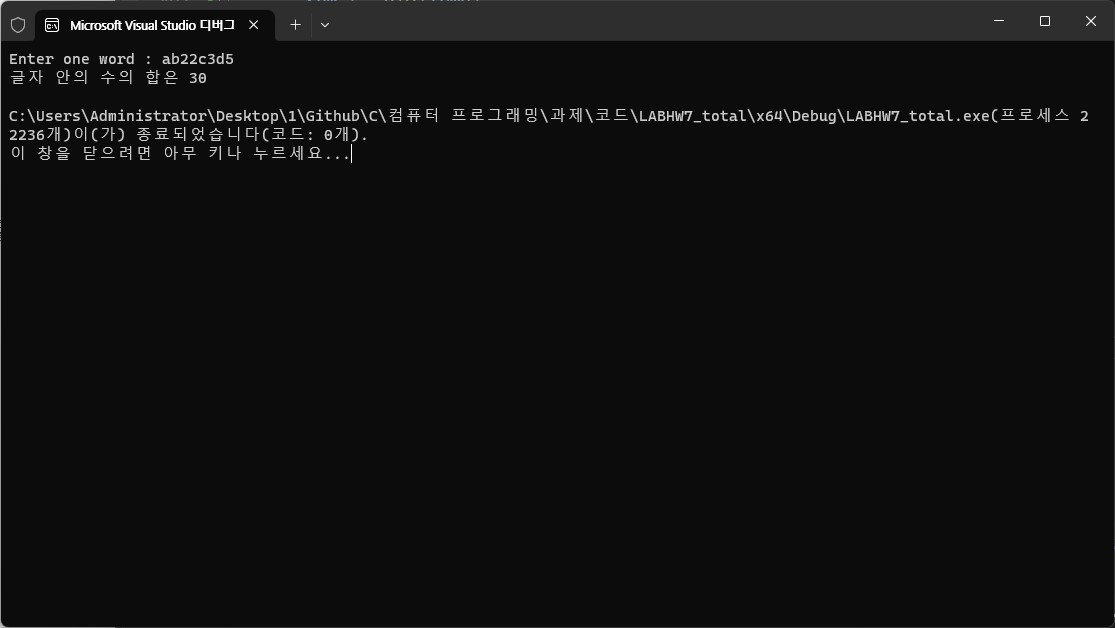 Microsoft Visual Studio 디버그
Enter one word : ab22c3d5
글자 안의 수의 합은 30
C:\Users\Administrator\Desktop\1\Github\C\컴퓨터 프로그래밍\과제\코드\LABHW7_total\x64\Debug\LABHW7_total.exe(프로세스 2
2236개)이(가) 종료되었습니다(코드: 0개).
이 창을 닫으려면 아무 키나 누르세요...